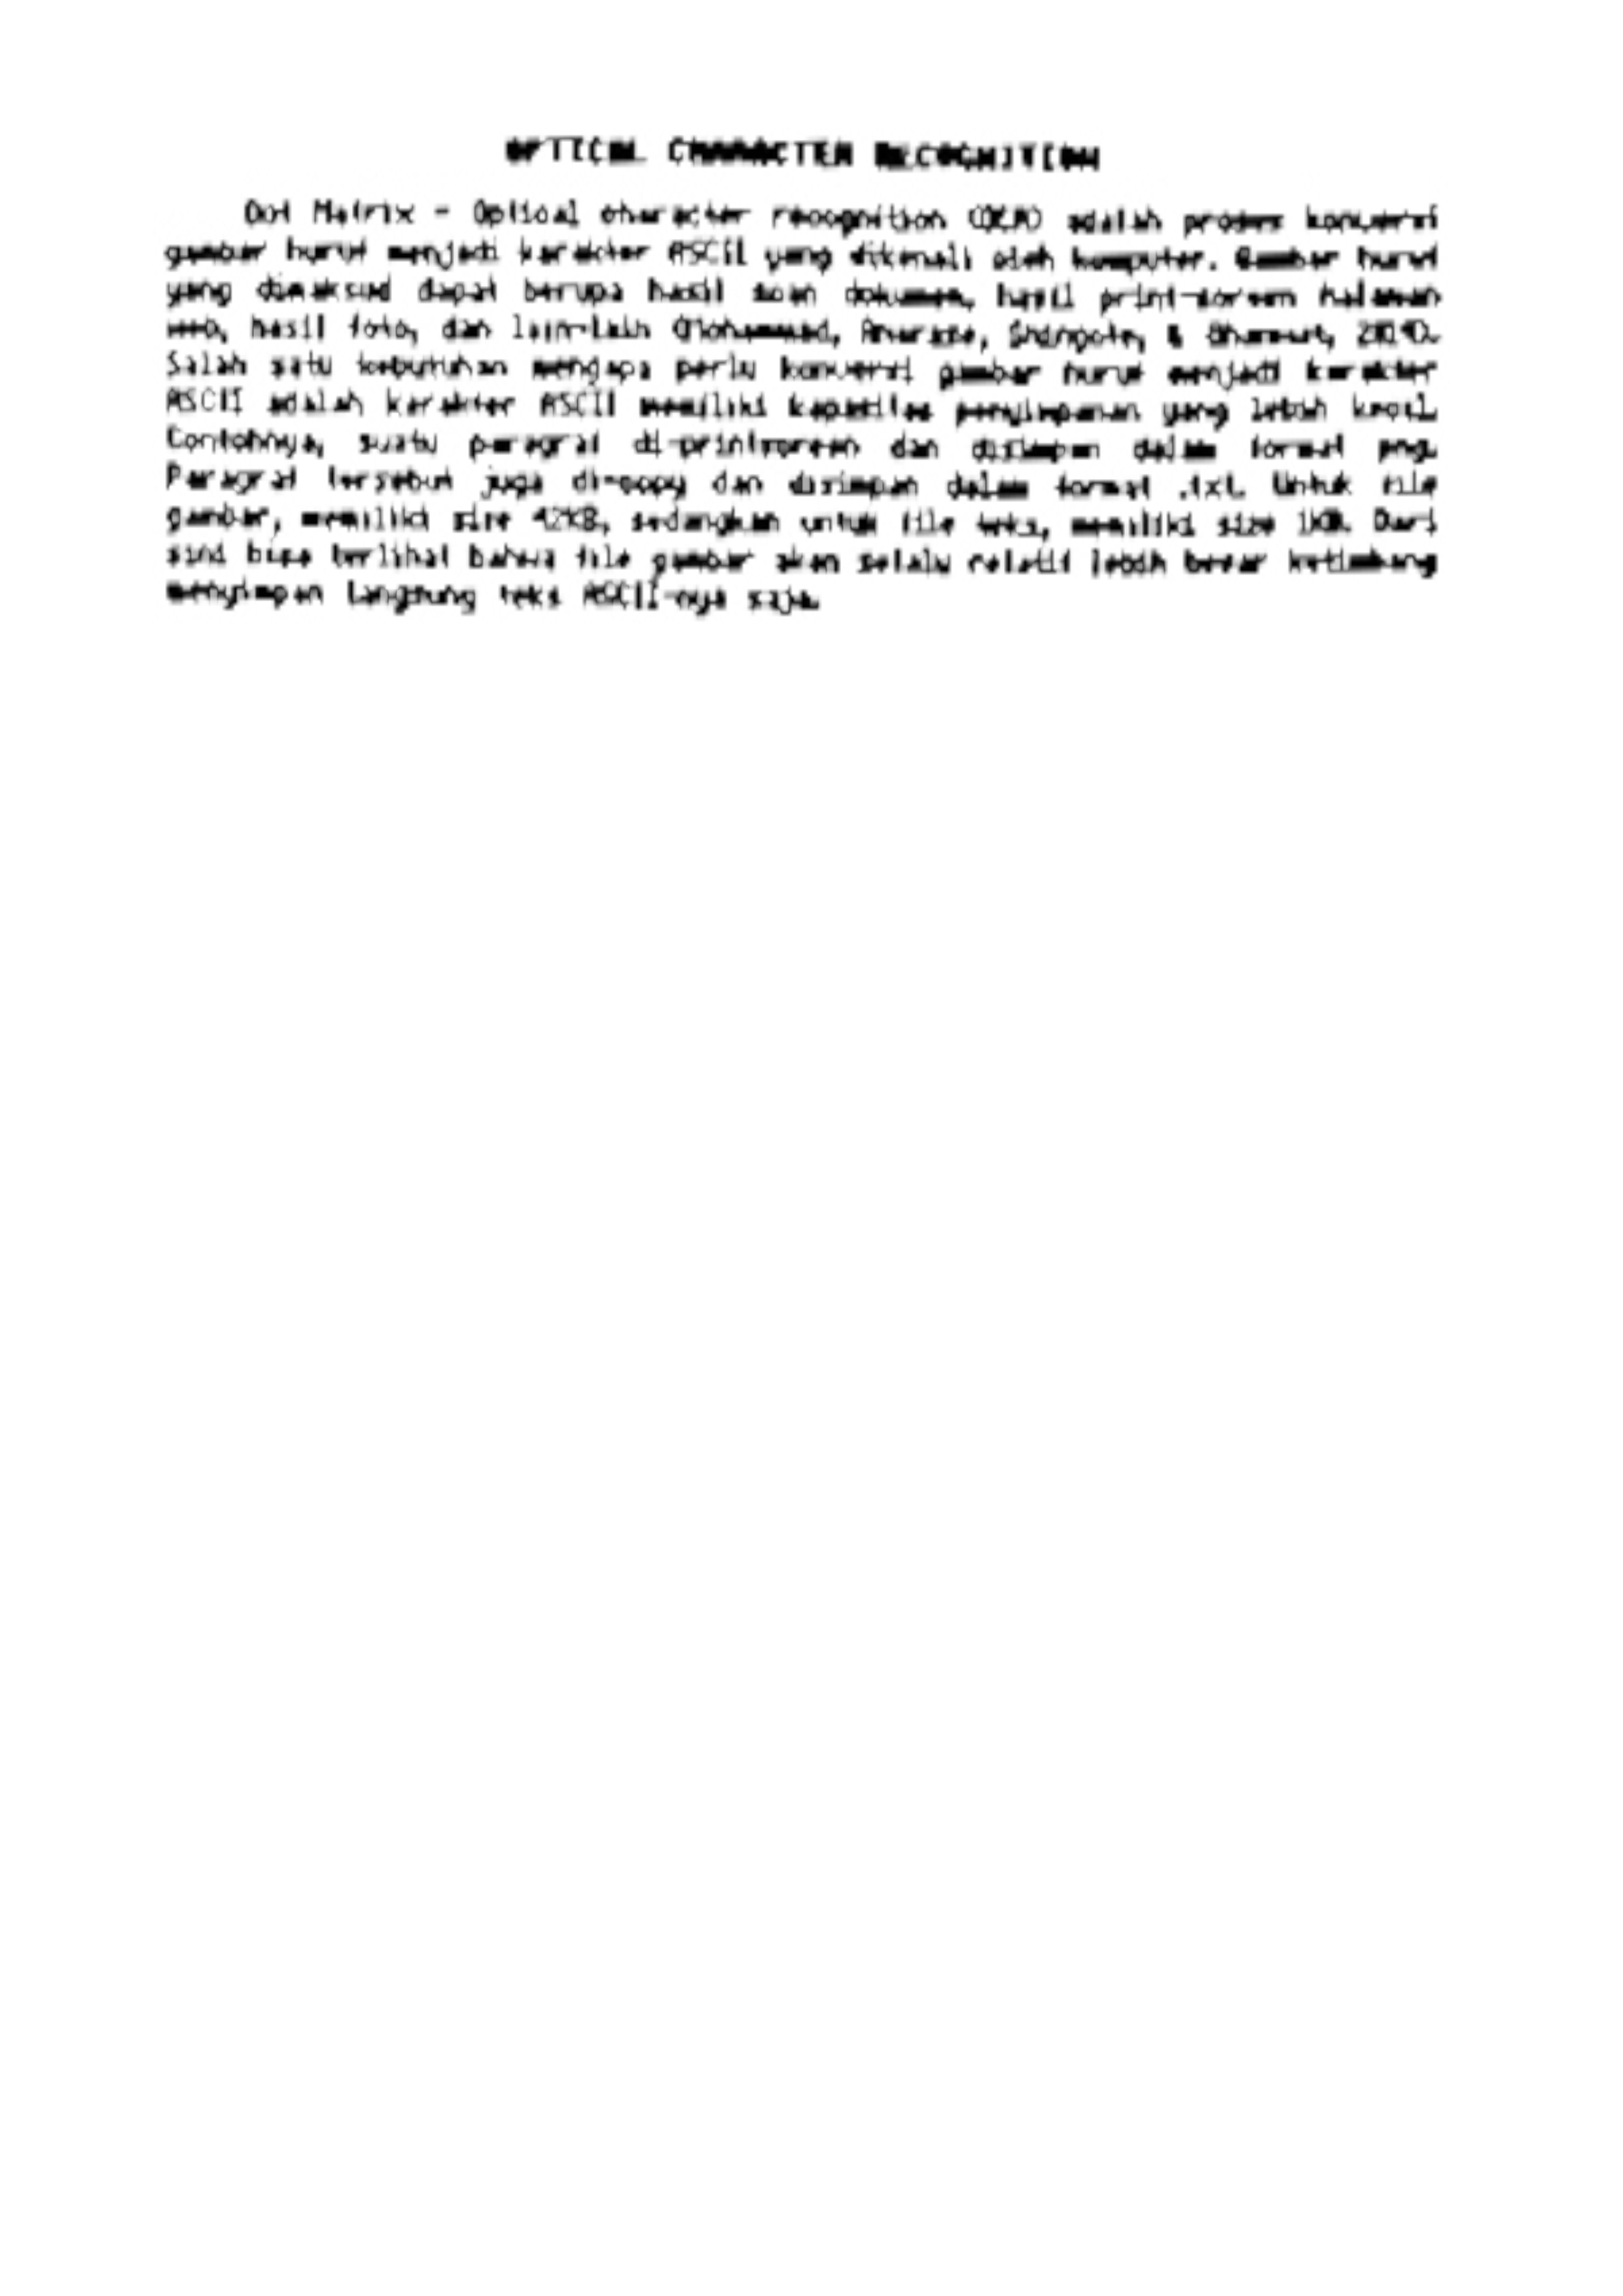 OPTICAL CHARACTER RECOGNITION
Dot Matrix - Optical character recognition (OCR) adalah proses konversi
gambar huruf menjadi karakter ASCII yang dikenali oleh komputer. Gambar huruf
yang dimaksud dapat berupa hasil scan dokumen, hasil print-screen halaman
web, hasil foto, dan lain-lain (Mohammad, Anarase, Shingote, & Ghanwat, 2014).
Salah satu kebutuhan mengapa perlu konversi gambar huruf menjadi karakter
ASCII adalah karakter ASCII memiliki kapasitas penyimpanan yang lebih kecil.
Contohnya, suatu paragraf di-printscreen dan disimpan dalam format png.
Paragraf tersebut juga di-copy dan disimpan dalam format .txt. Untuk file
gambar, memiliki size 42KB, sedangkan untuk file teks, memiliki size 1KB. Dari
sini bisa terlihat bahwa file gambar akan selalu relatif lebih besar ketimbang
menyimpan langsung teks ASCII-nya saja.